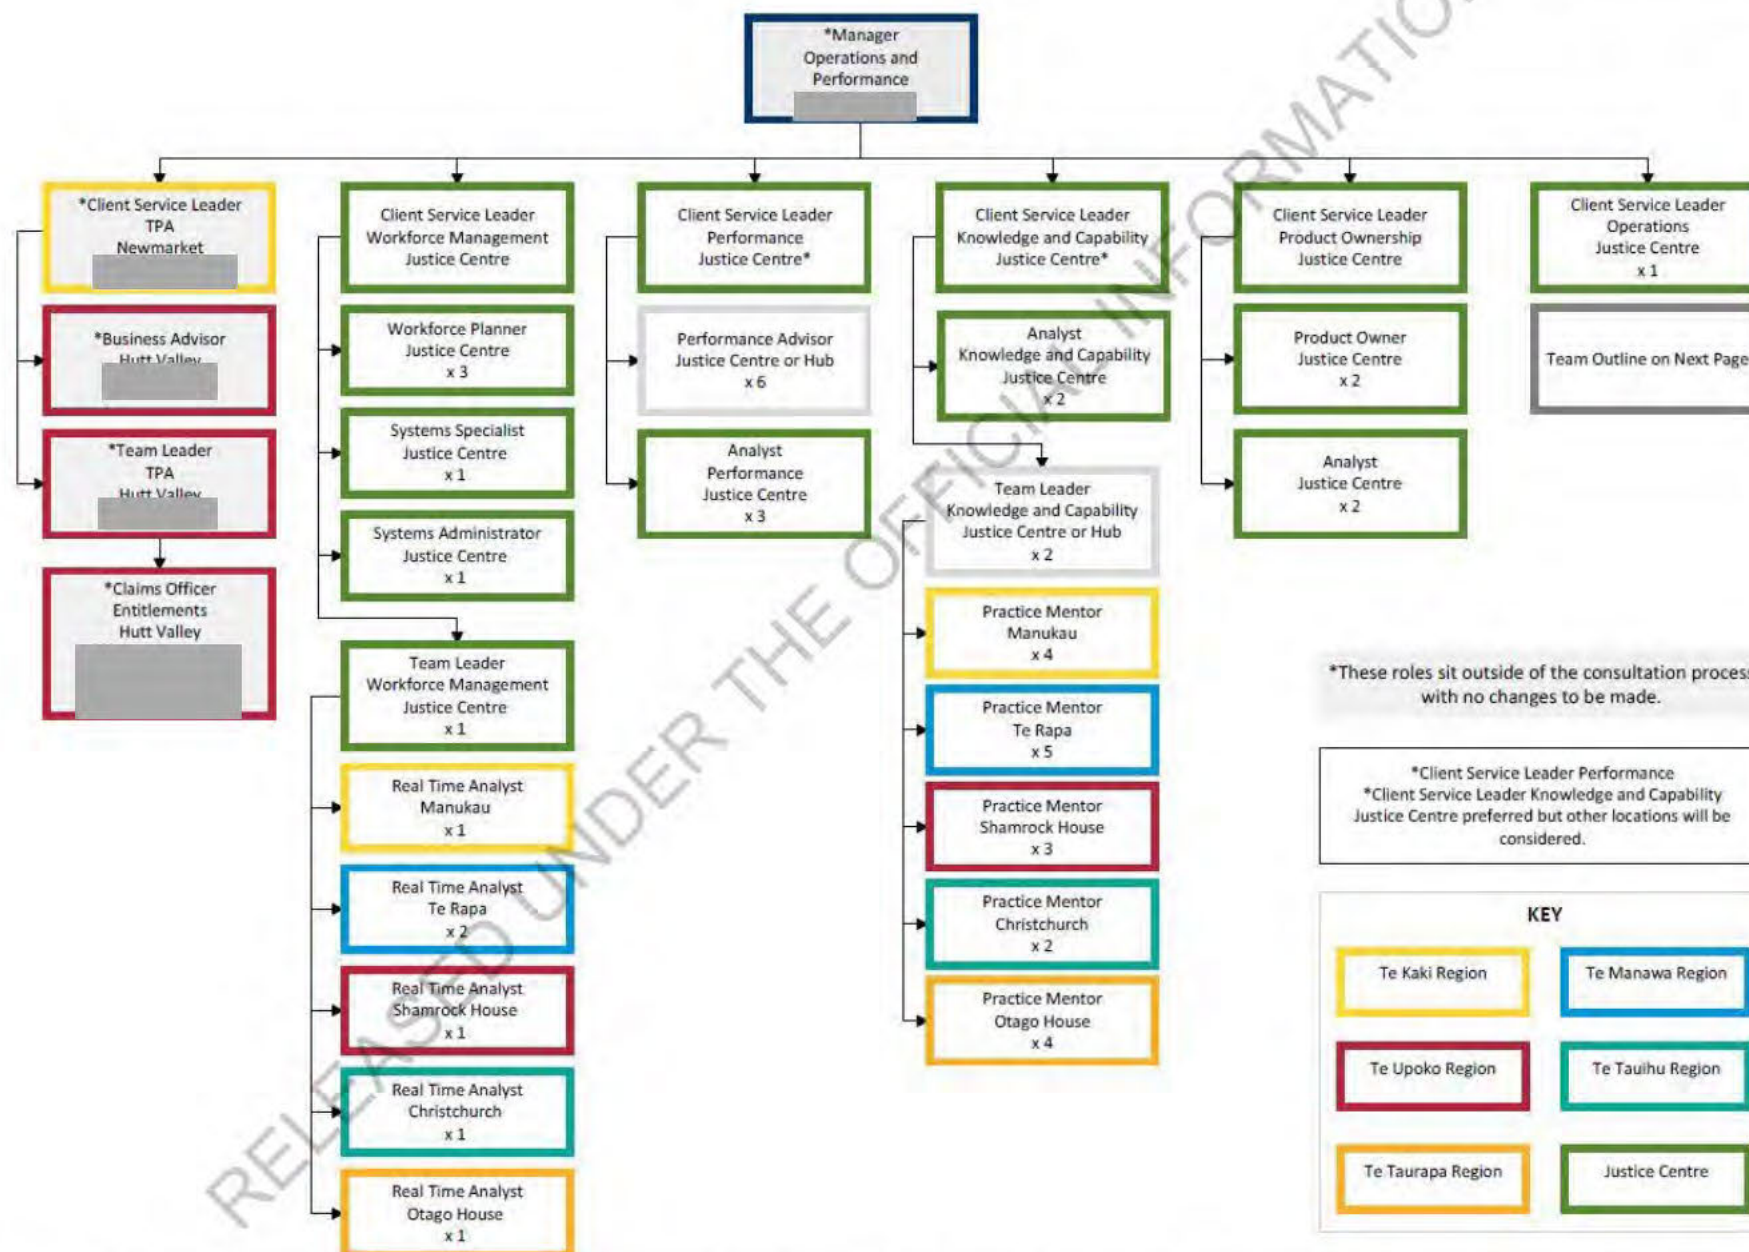 *Manager
Operations and
Performance
*Client Service Leader
TPA
Newmarket
*Business Advisor
Hutt Valley
*Team Leader
TPA
Hutt Valley
*Claims Officer
Entitlements
Hutt Valley
Client Service Leader
Workforce Management
Justice Centre
Workforce Planner
Justice Centre
x 3
Systems Specialist
Justice Centre
x 1
Systems Administrator
Justice Centre
x 1
Team Leader
Workforce Management
Justice Centre
x 1
Real Time Analyst
Manukau
x 1
Real Time Analyst
Te Rapa
x 2
Real Time Analyst
Shamrock House
x 1
Real Time Analyst
Christchurch
x 1
Real Time Analyst
Otago House
x 1
Client Service Leader
Performance
Justice Centre*
Performance Advisor
Justice Centre or Hub
x 6
Analyst
Performance
Justice Centre
x 3
Client Service Leader
Knowledge and Capability
Justice Centre*
Analyst
Knowledge and Capability
Justice Centre
x 2
Team Leader
Knowledge and Capability
Justice Centre or Hub
x 2
Practice Mentor
Manukau
x 4
Practice Mentor
Te Rapa
x 5
Practice Mentor
Shamrock House
x 3
Practice Mentor
Christchurch
x 2
Practice Mentor
Otago House
x 4
Client Service Leader
Product Ownership
Justice Centre
Product Owner
Justice Centre
x 2
Analyst
Justice Centre
x 2
Client Service Leader
Operations
Justice Centre
x 1
Team Outline on Next Page
*These roles sit outside of the consultation process
with no changes to be made.
*Client Service Leader Performance
*Client Service Leader Knowledge and Capability
Justice Centre preferred but other locations will be
considered.
KEY
Te Kaki Region
Te Manawa Region
Te Upoko Region
Te Tauihu Region
Te Taurapa Region
Justice Centre
RELEASED UNDER THE OFFICIAL INFORMATION